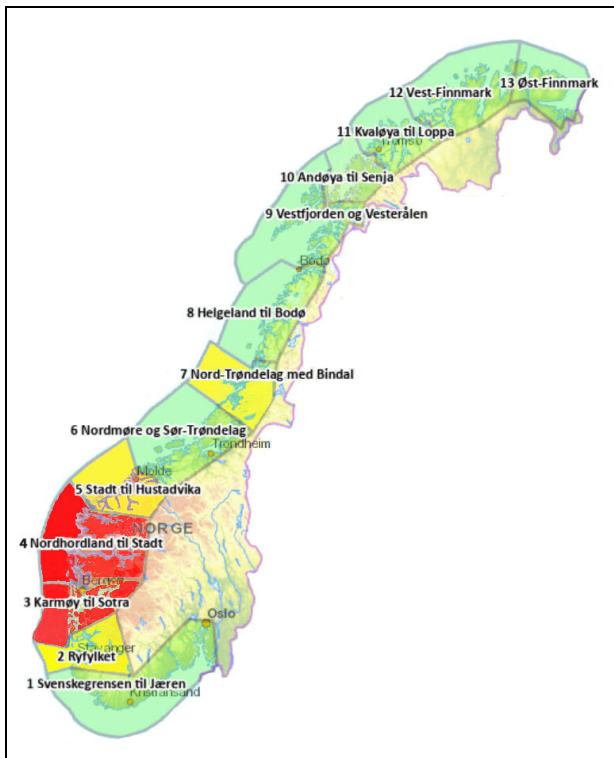 12 Vest-Finnmark
13 Øst-Finnmark
11 Kvaløya til Loppa
Tromsø
10 Andøya til Senja
9 Vestfjorden og Vesterålen
Bodø
8 Helgeland til Bodø
7 Nord-Trøndelag med Bindal
6 Nordmøre og Sør-Trøndelag
Trondheim
Molde
5 Stadt til Hustadvika
NORGE
4 Nordhordland til Stadt
Bergen
3 Karmøy til Sotra
Oslo
Stavanger
2 Ryfylket
1 Svenskegrensen til Jæren
Kristiansand